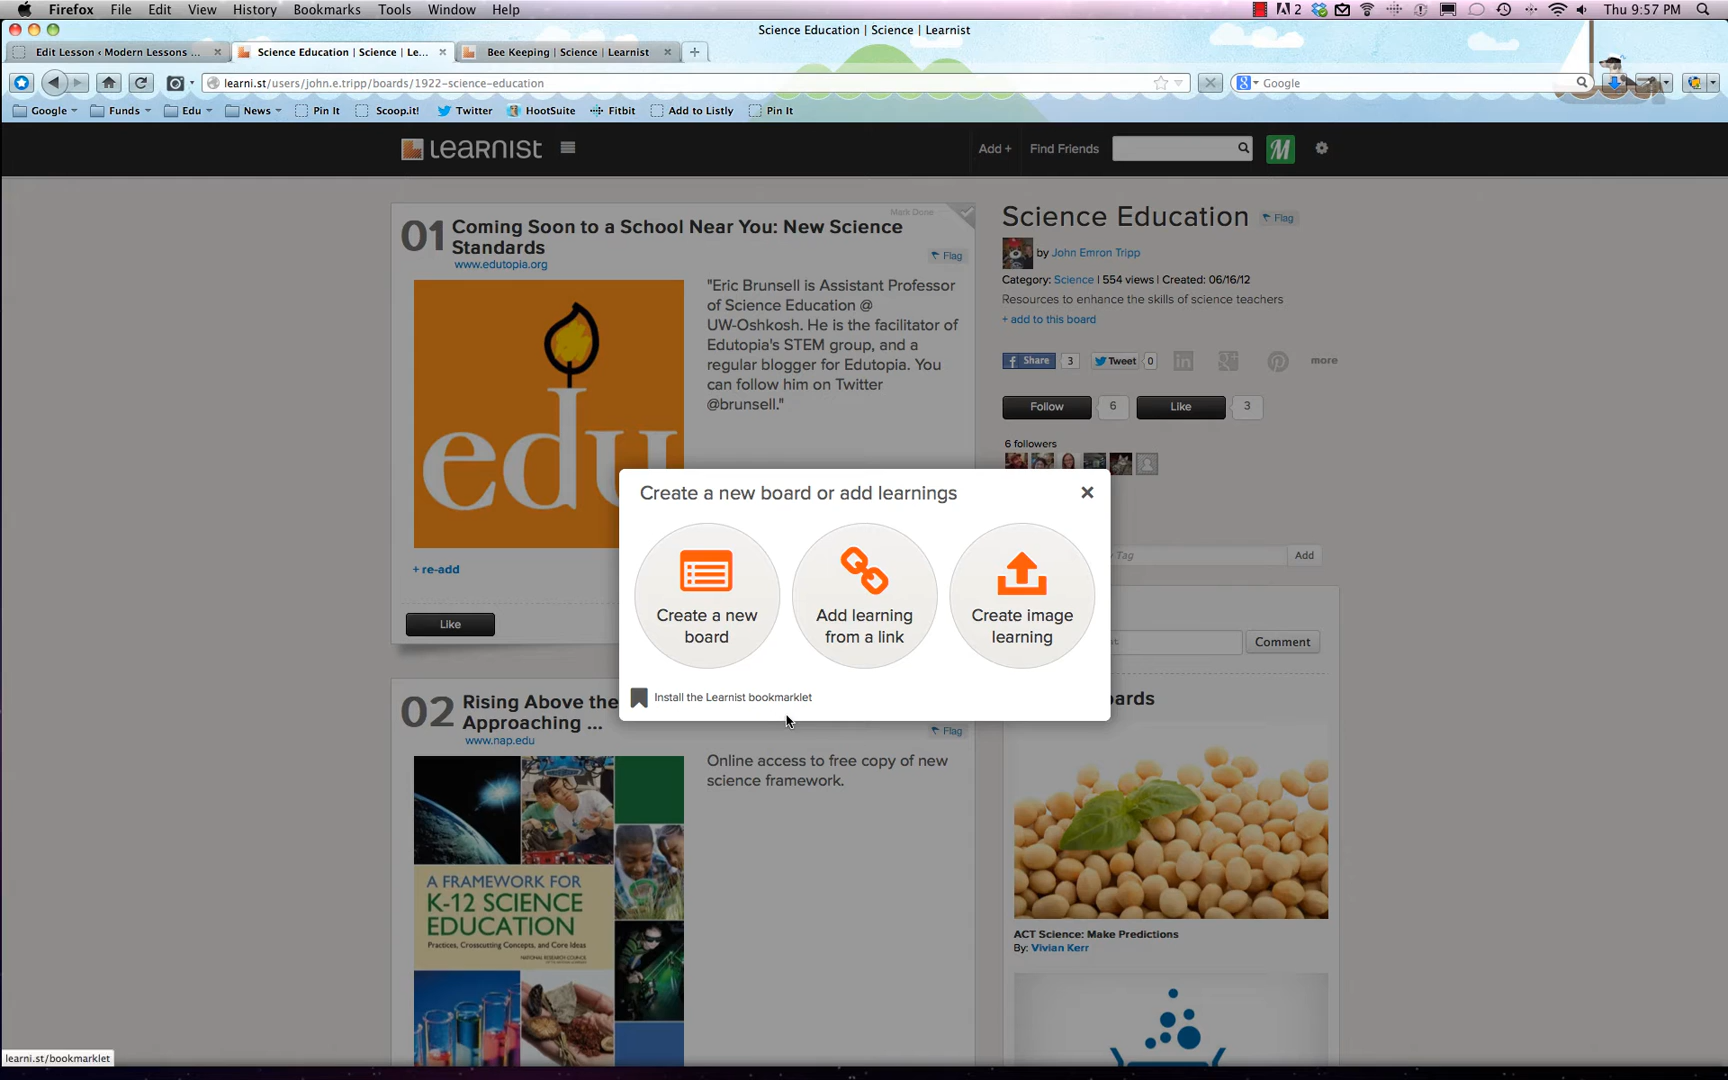 Firefox File Edit View History Bookmarks Tools Window Help 2 Thu 9:57 PM
Science Education | Science | Learnist
Edit Lesson ‹ Modern Lessons ... Science Education | Science | Le... Bee Keeping | Science | Learnist
learni.st/users/john.e.tripp/boards/1922-science-education Google
Google Funds Edu News Pin It Scoop.it! Twitter HootSuite Fitbit Add to Listly Pin It
LEARNIST Add + Find Friends M
01 Coming Soon to a School Near You: New Science
Standards
www.edutopia.org
Mark Done
Flag
edu
"Eric Brunsell is Assistant Professor
of Science Education @
UW-Oshkosh. He is the facilitator of
Edutopia's STEM group, and a
regular blogger for Edutopia. You
can follow him on Twitter
@brunsell."
+ re-add
Like
Science Education Flag
by John Emron Tripp
Category: Science | 554 views | Created: 06/16/12
Resources to enhance the skills of science teachers
+ add to this board
f Share 3 Tweet 0 in g+ more
Follow 6 Like 3
6 followers
Tag Add
Create a new board or add learnings
Create a new
board
Add learning
from a link
Create image
learning
Install the Learnist bookmarklet
Comment
02 Rising Above the
Approaching ...
www.nap.edu
Flag
Online access to free copy of new
science framework.
A FRAMEWORK FOR
K-12 SCIENCE
EDUCATION
Practices, Crosscutting Concepts, and Core Ideas
NATIONAL RESEARCH COUNCIL
ards
ACT Science: Make Predictions
By: Vivian Kerr
learni.st/bookmarklet